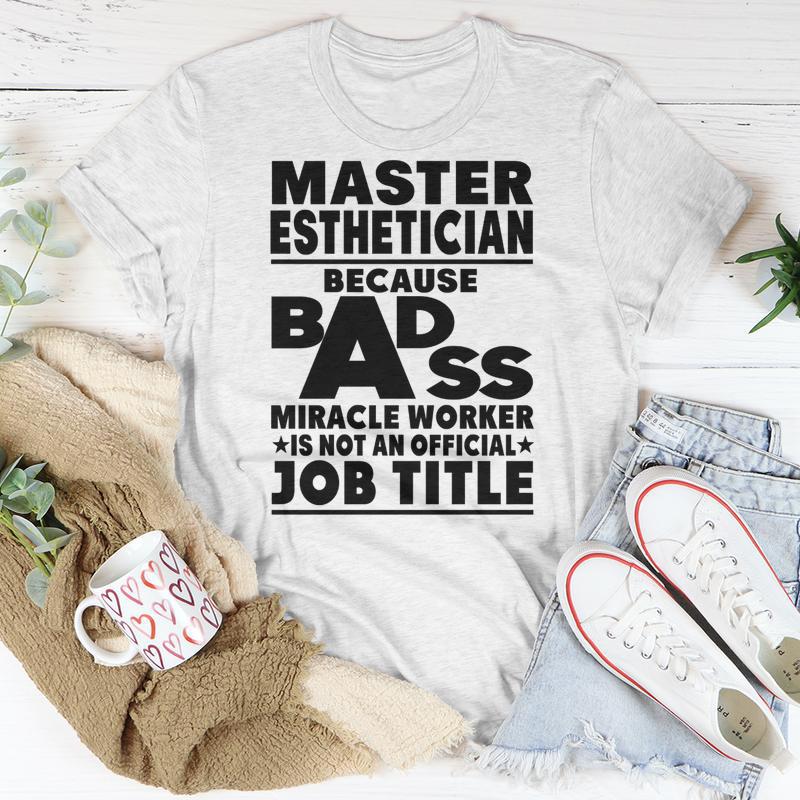 MASTER
ESTHETICIAN
BECAUSE
BADASS
MIRACLE WORKER
★IS NOT AN OFFICIAL★
JOB TITLE